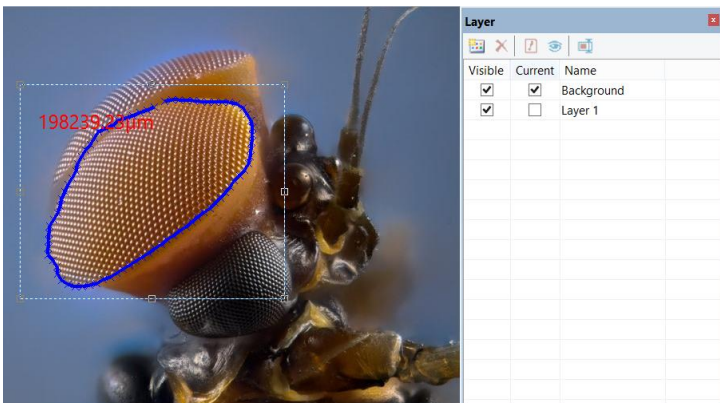 Layer
Visible Current Name
Background
Layer 1
198239.23µm